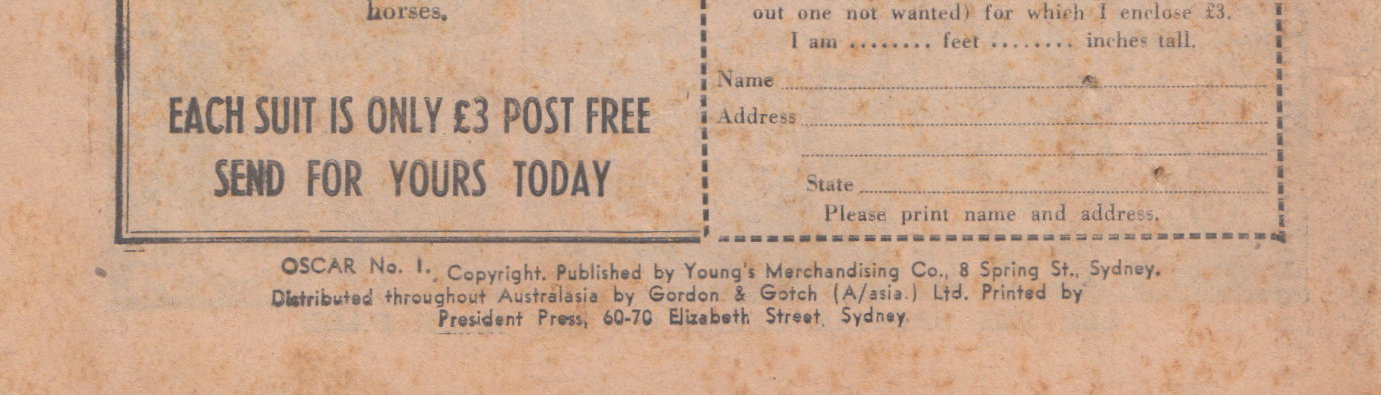 horses.
EACH SUIT IS ONLY £3 POST FREE
SEND FOR YOURS TODAY
out one not wanted) for which I enclose £3.
I am ........ feet ........ inches tall.
Name
Address
State
Please print name and address.
OSCAR No. 1. Copyright. Published by Young's Merchandising Co., 8 Spring St., Sydney.
Distributed throughout Australasia by Gordon & Gotch (A/asia.) Ltd. Printed by
President Press, 60-70 Elizabeth Street, Sydney.